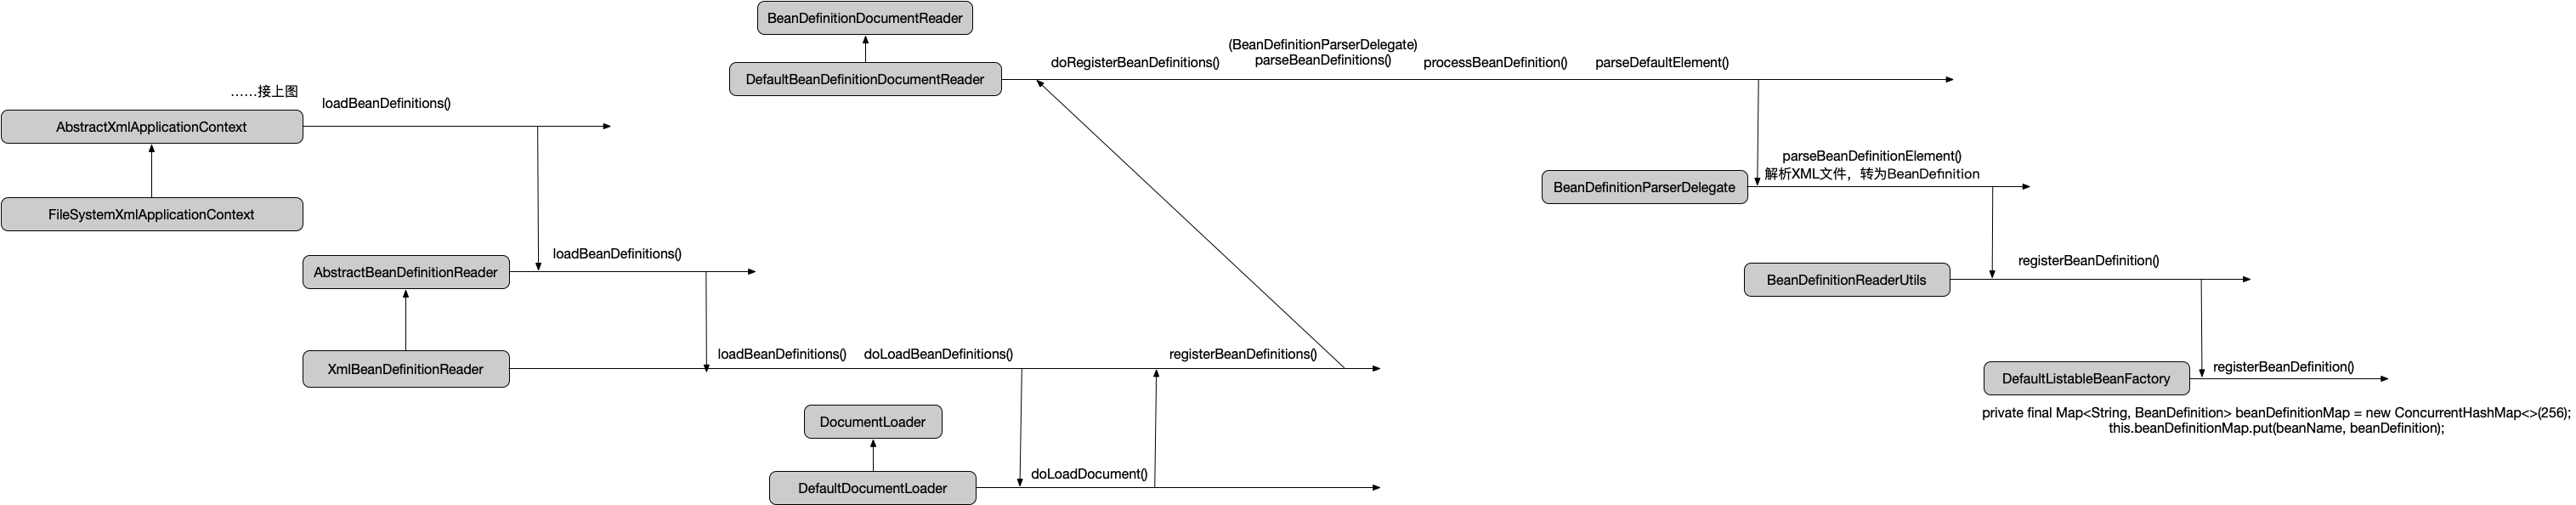 BeanDefinitionDocumentReader
(BeanDefinitionParserDelegate)
doRegisterBeanDefinitions()
parseBeanDefinitions()
processBeanDefinition()
parseDefaultElement()
DefaultBeanDefinitionDocumentReader
……接上图
loadBeanDefinitions()
AbstractXmlApplicationContext
parseBeanDefinitionElement()
解析XML文件，转为BeanDefinition
BeanDefinitionParserDelegate
FileSystemXmlApplicationContext
loadBeanDefinitions()
AbstractBeanDefinitionReader
registerBeanDefinition()
BeanDefinitionReaderUtils
loadBeanDefinitions()
doLoadBeanDefinitions()
registerBeanDefinitions()
XmlBeanDefinitionReader
registerBeanDefinition()
DefaultListableBeanFactory
private final Map<String, BeanDefinition> beanDefinitionMap = new ConcurrentHashMap<>(256);
this.beanDefinitionMap.put(beanName, beanDefinition);
DocumentLoader
doLoadDocument()
DefaultDocumentLoader